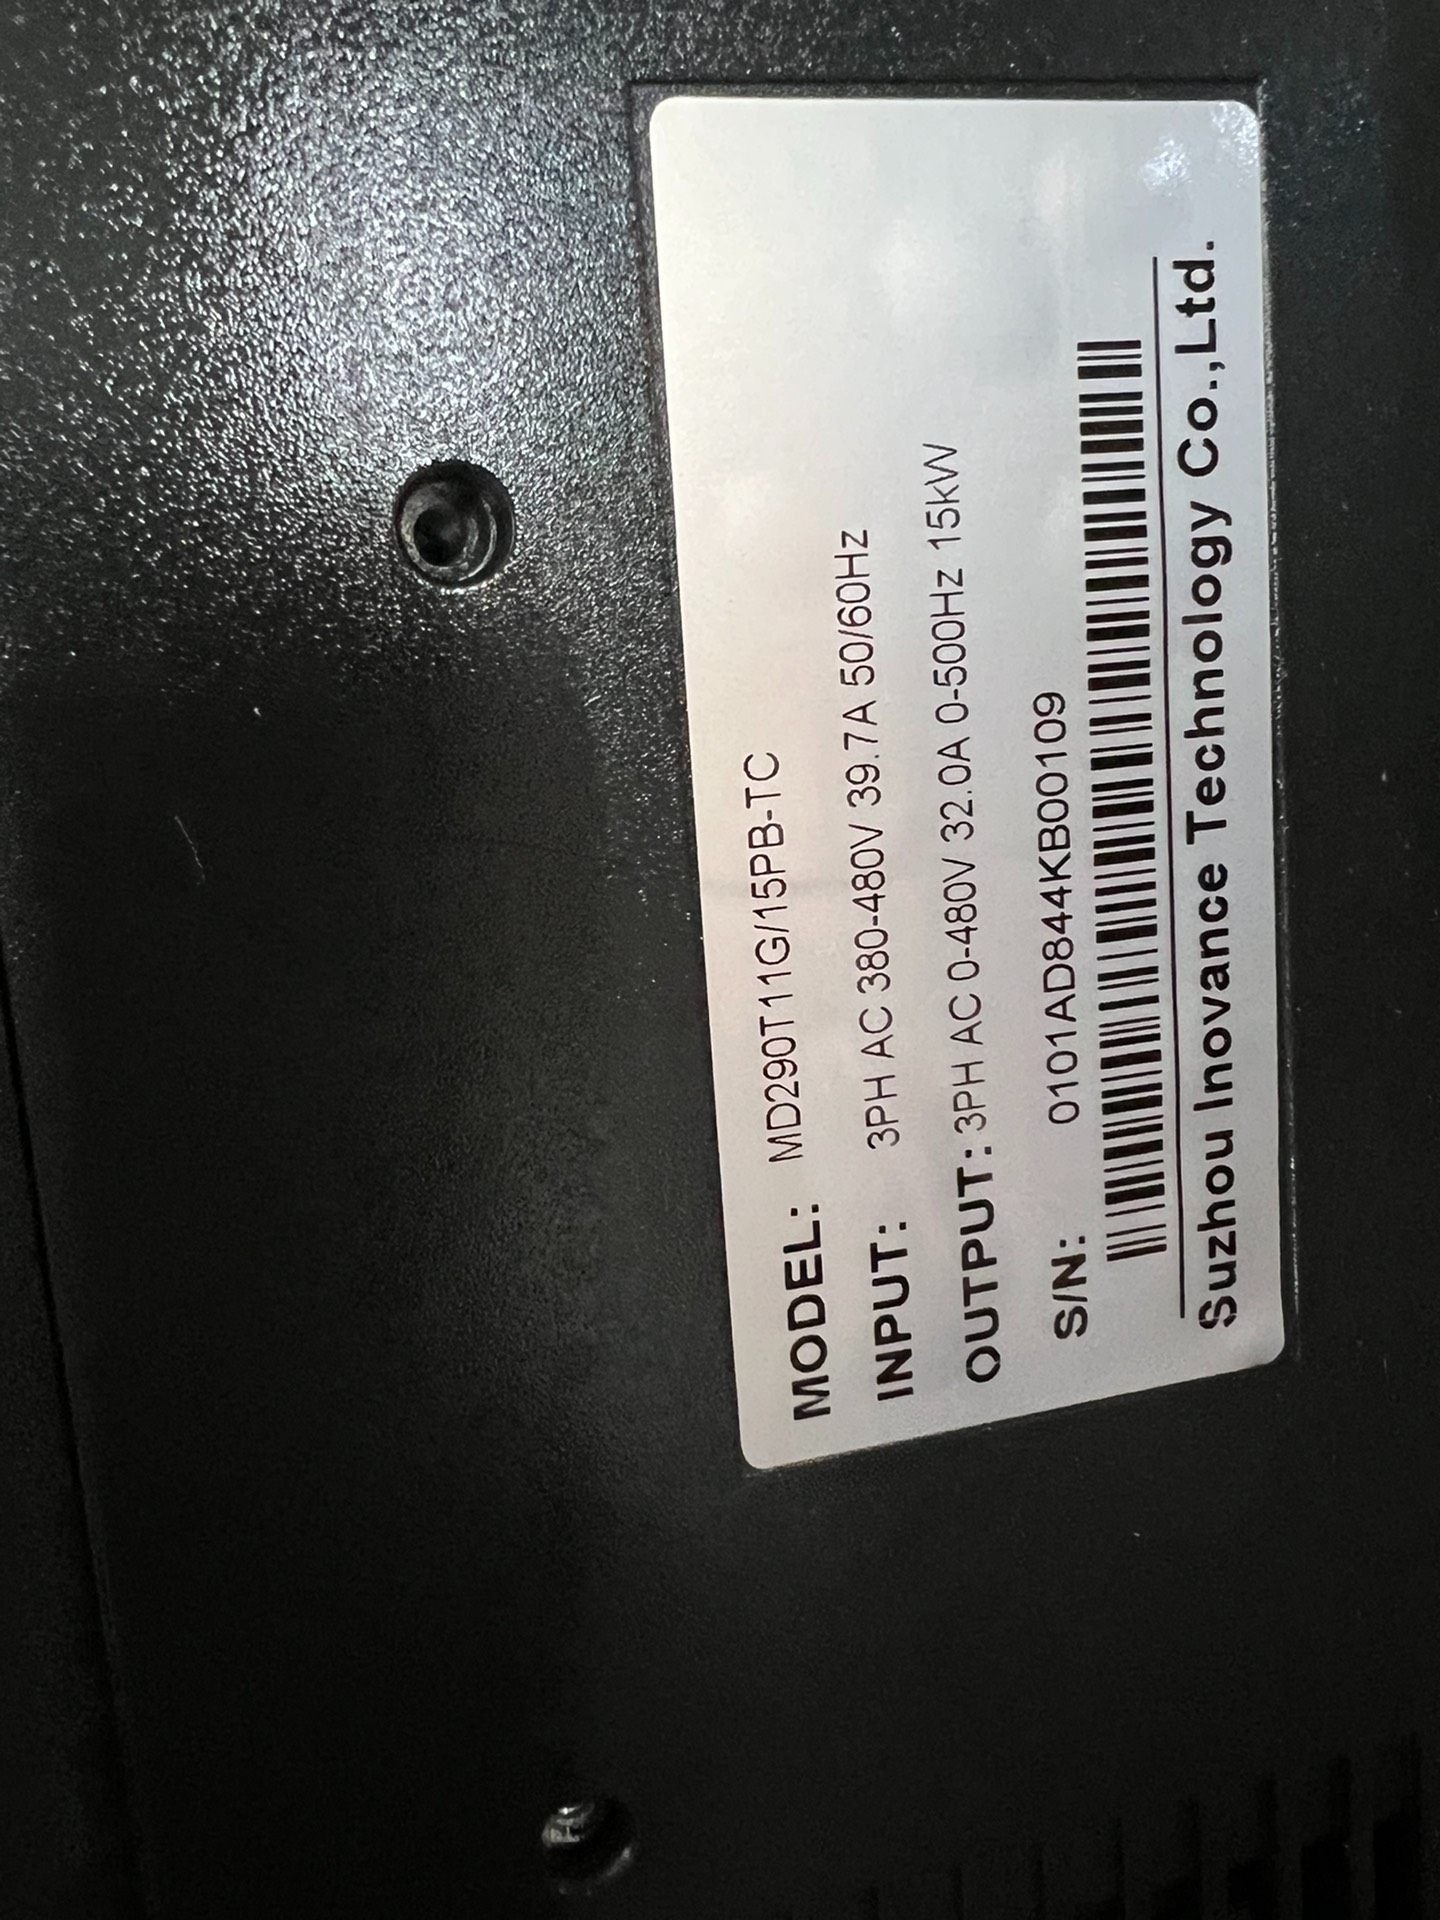 MODEL: MD290T11G/15PB-TC
INPUT: 3PH AC 380-480V 39.7A 50/60Hz
OUTPUT: 3PH AC 0-480V 32.0A 0-500Hz 15kW
S/N: 0101AD844KB00109
Suzhou Inovance Technology Co.,Ltd.